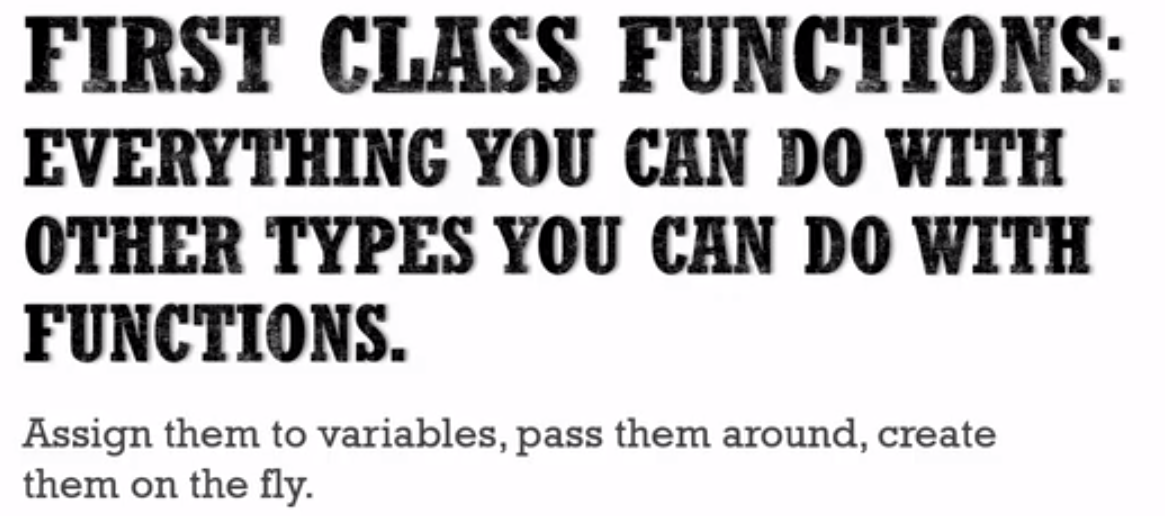 FIRST CLASS FUNCTIONS:
EVERYTHING YOU CAN DO WITH
OTHER TYPES YOU CAN DO WITH
FUNCTIONS.
Assign them to variables, pass them around, create
them on the fly.